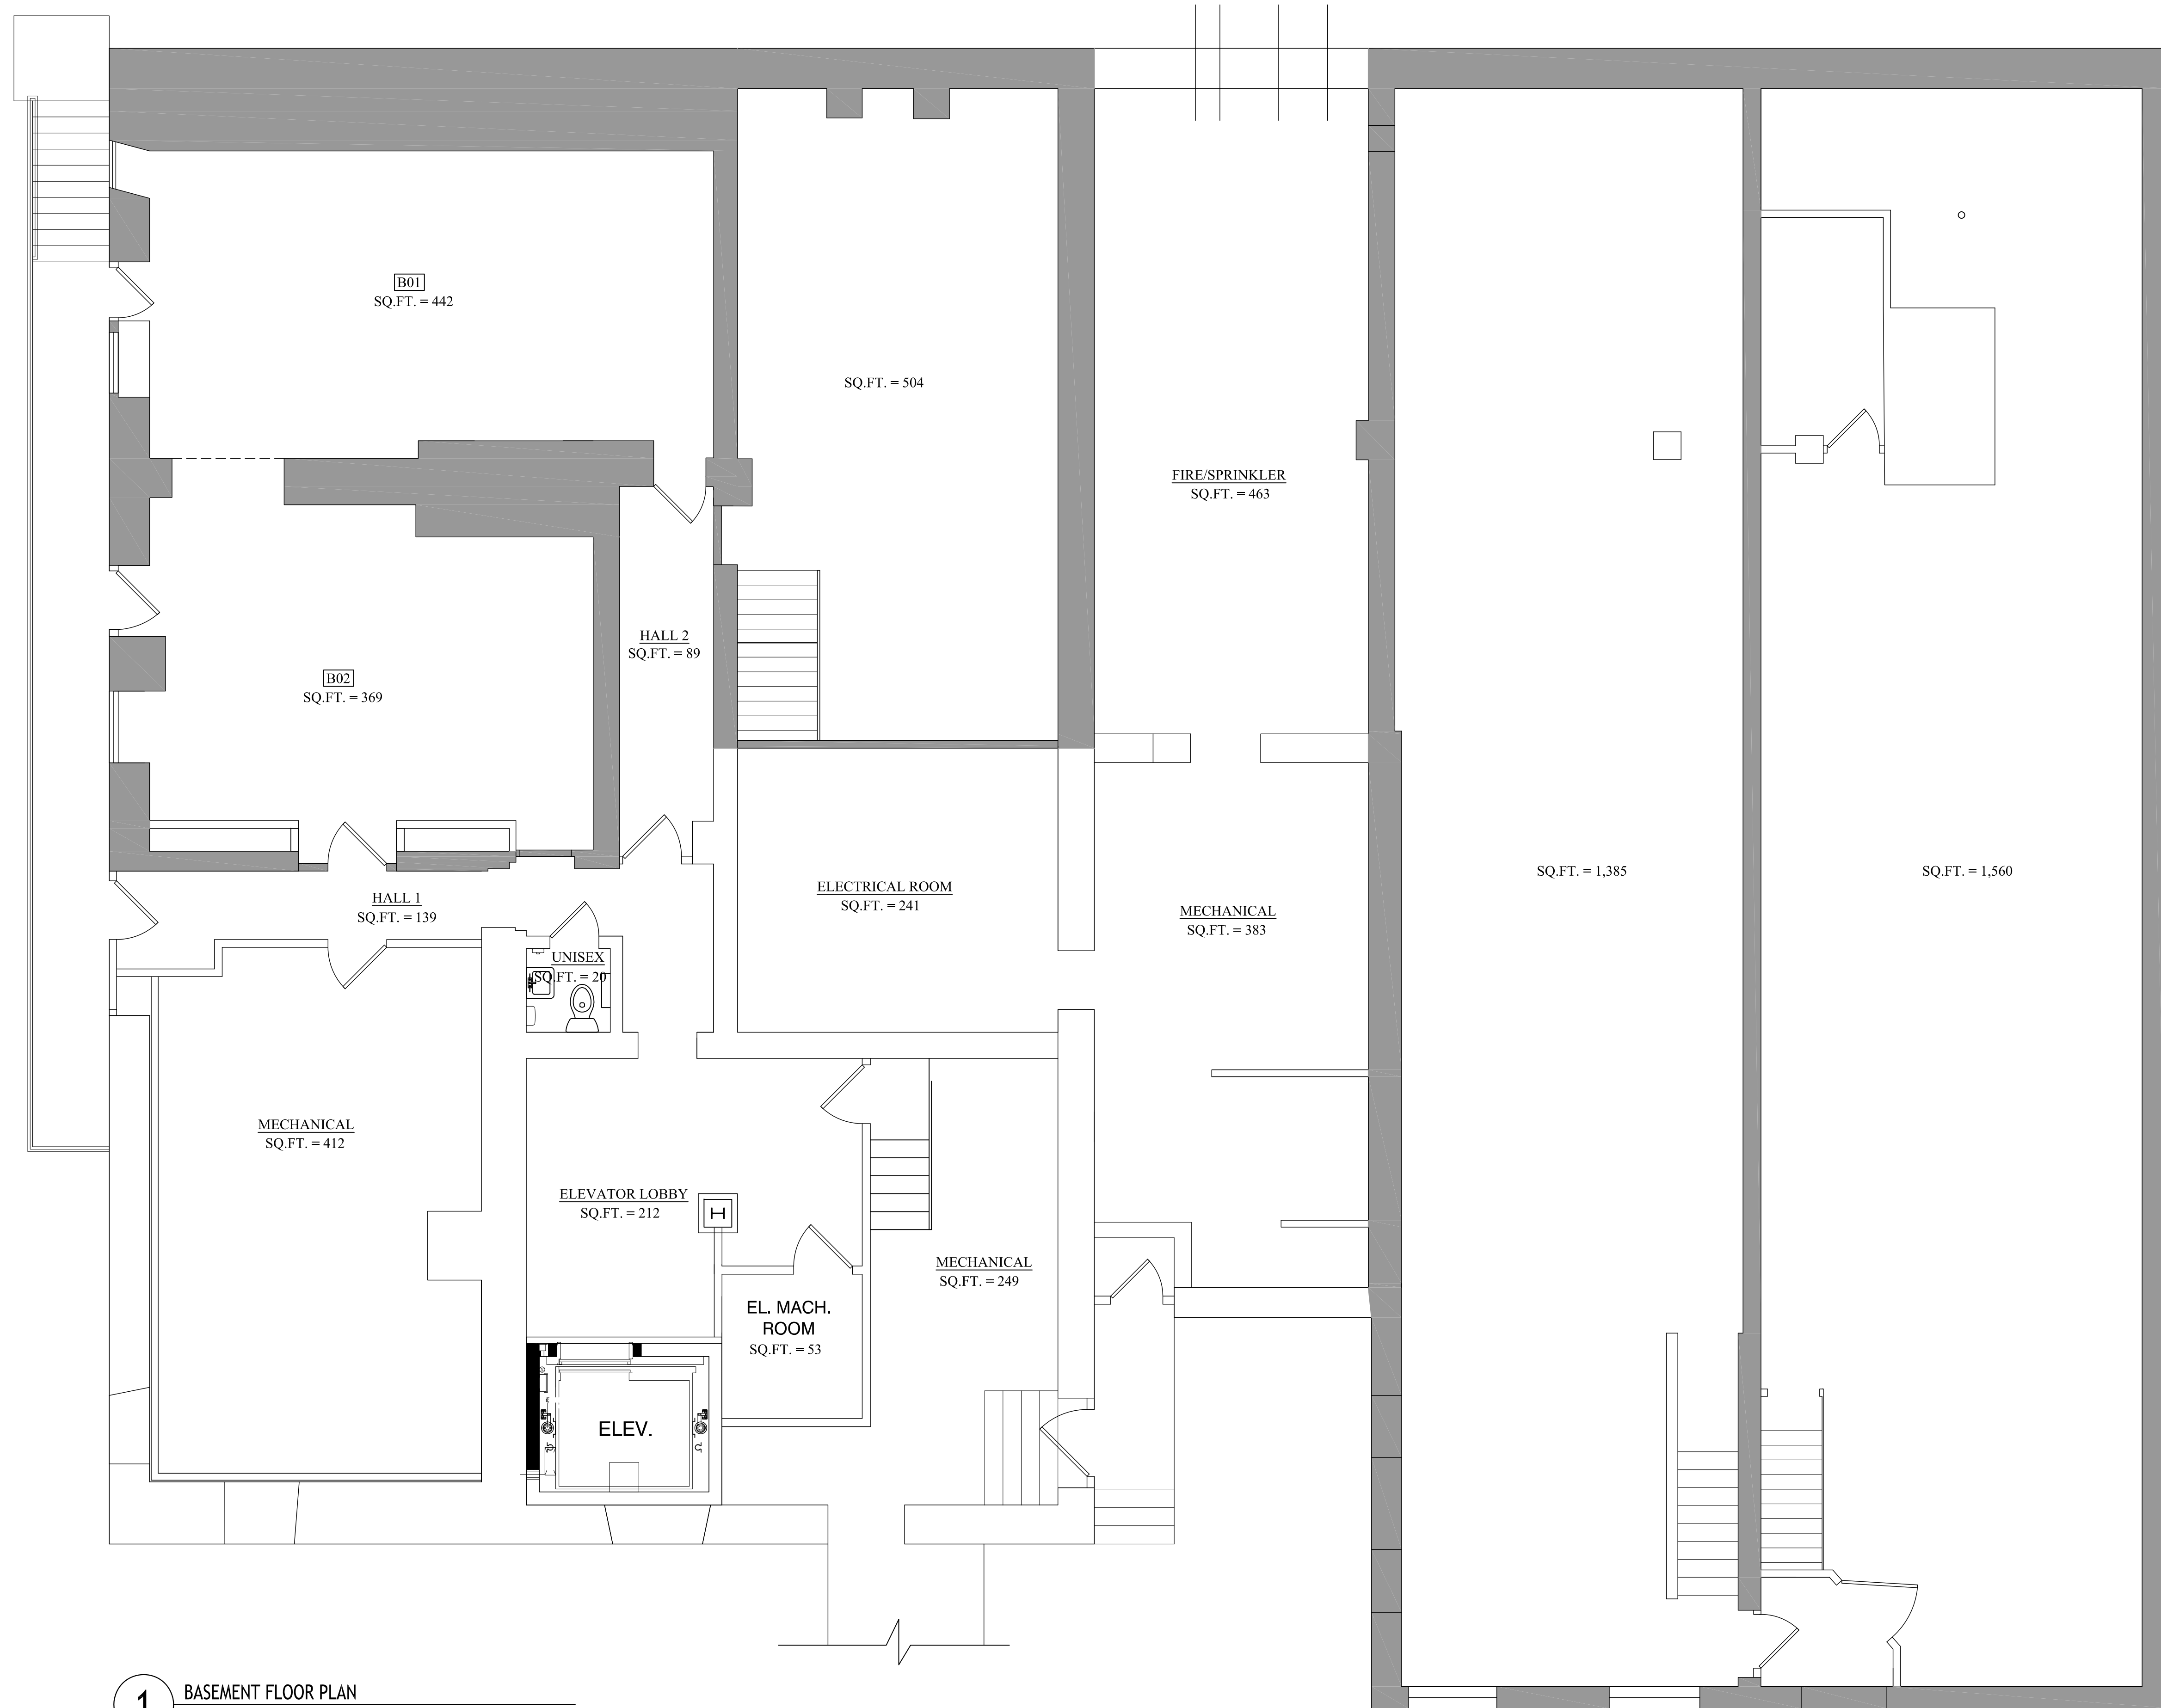 B01
SQ.FT. = 442
SQ.FT. = 504
FIRE/SPRINKLER
SQ.FT. = 463
HALL 2
SQ.FT. = 89
B02
SQ.FT. = 369
SQ.FT. = 1,385
SQ.FT. = 1,560
ELECTRICAL ROOM
SQ.FT. = 241
HALL 1
SQ.FT. = 139
MECHANICAL
SQ.FT. = 383
UNISEX
SQ.FT. = 20
MECHANICAL
SQ.FT. = 412
ELEVATOR LOBBY
SQ.FT. = 212
MECHANICAL
SQ.FT. = 249
EL. MACH.
ROOM
SQ.FT. = 53
ELEV.
1
BASEMENT FLOOR PLAN